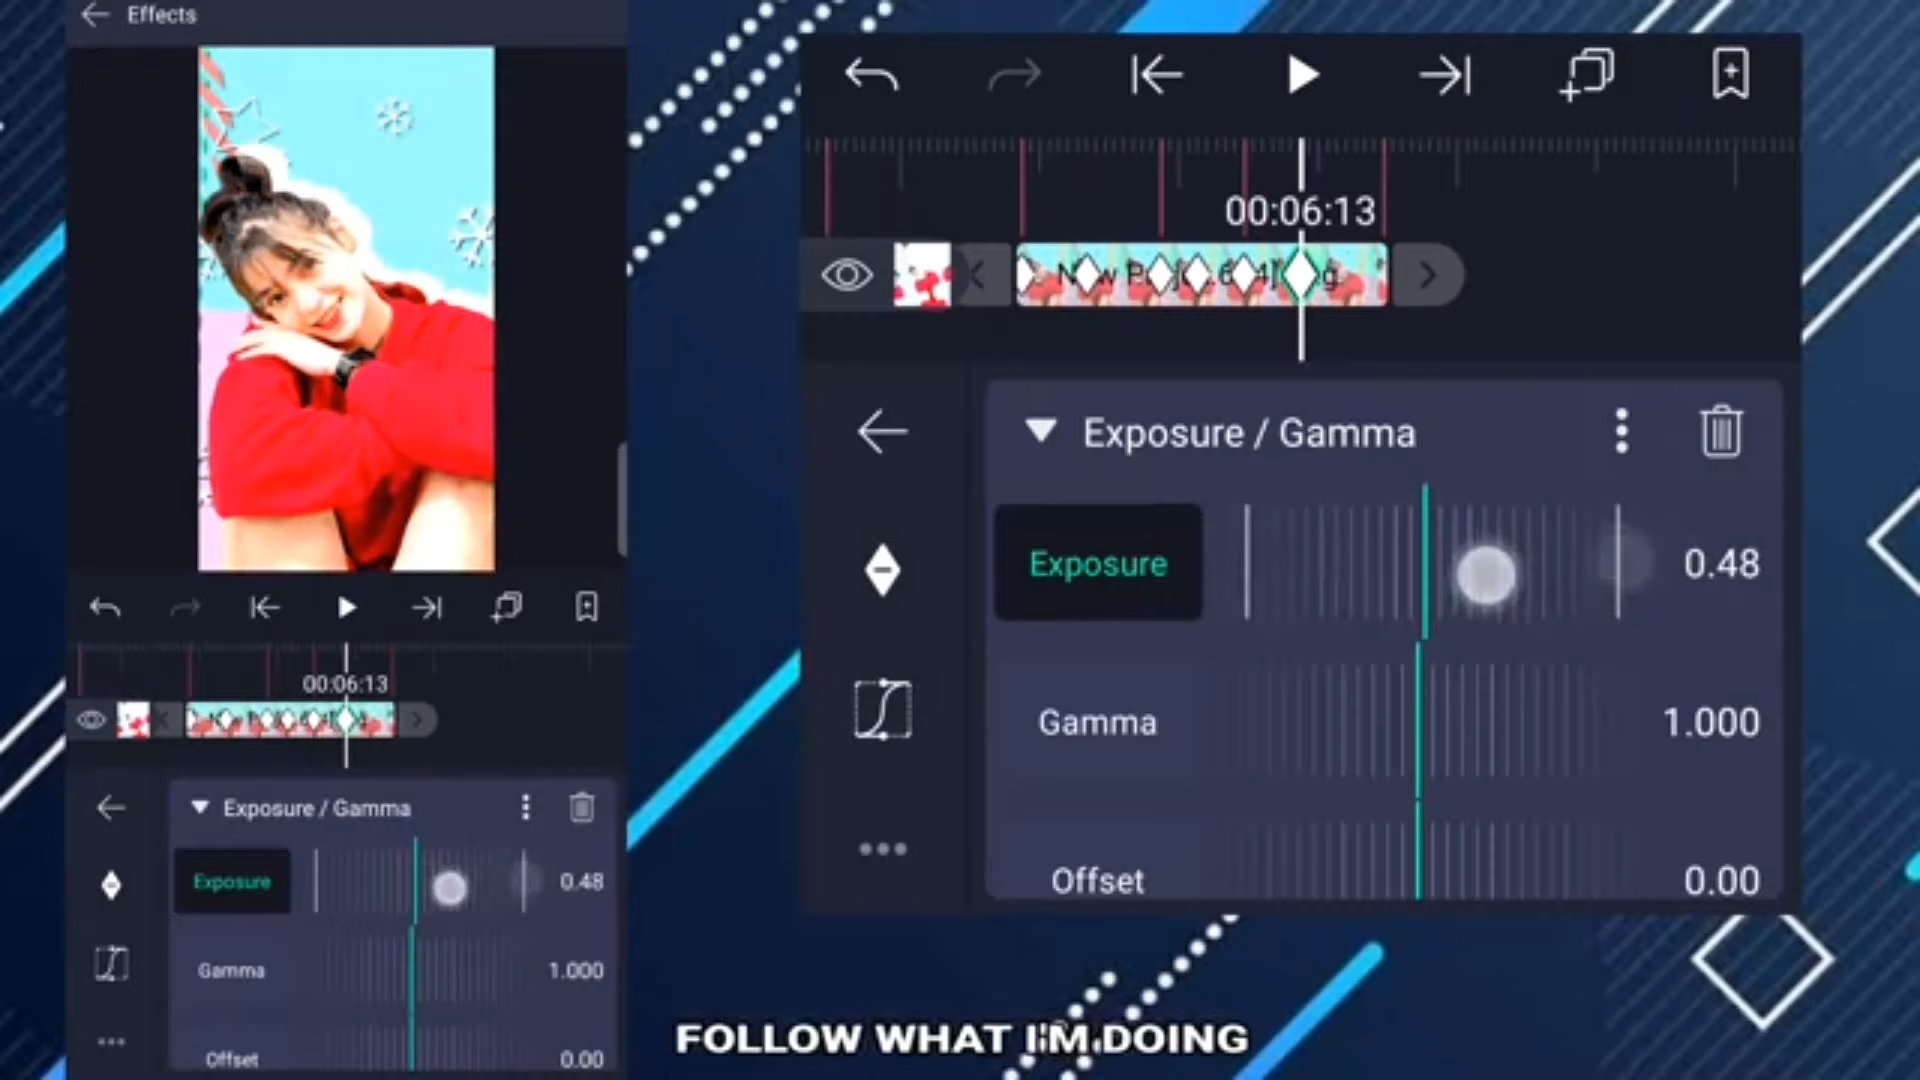 Effects
00:06:13
Exposure / Gamma
Exposure 0.48
Gamma 1.000
Offset 0.00
00:06:13
Exposure / Gamma
Exposure 0.48
Gamma 1.000
Offset 0.00
FOLLOW WHAT I'M DOING